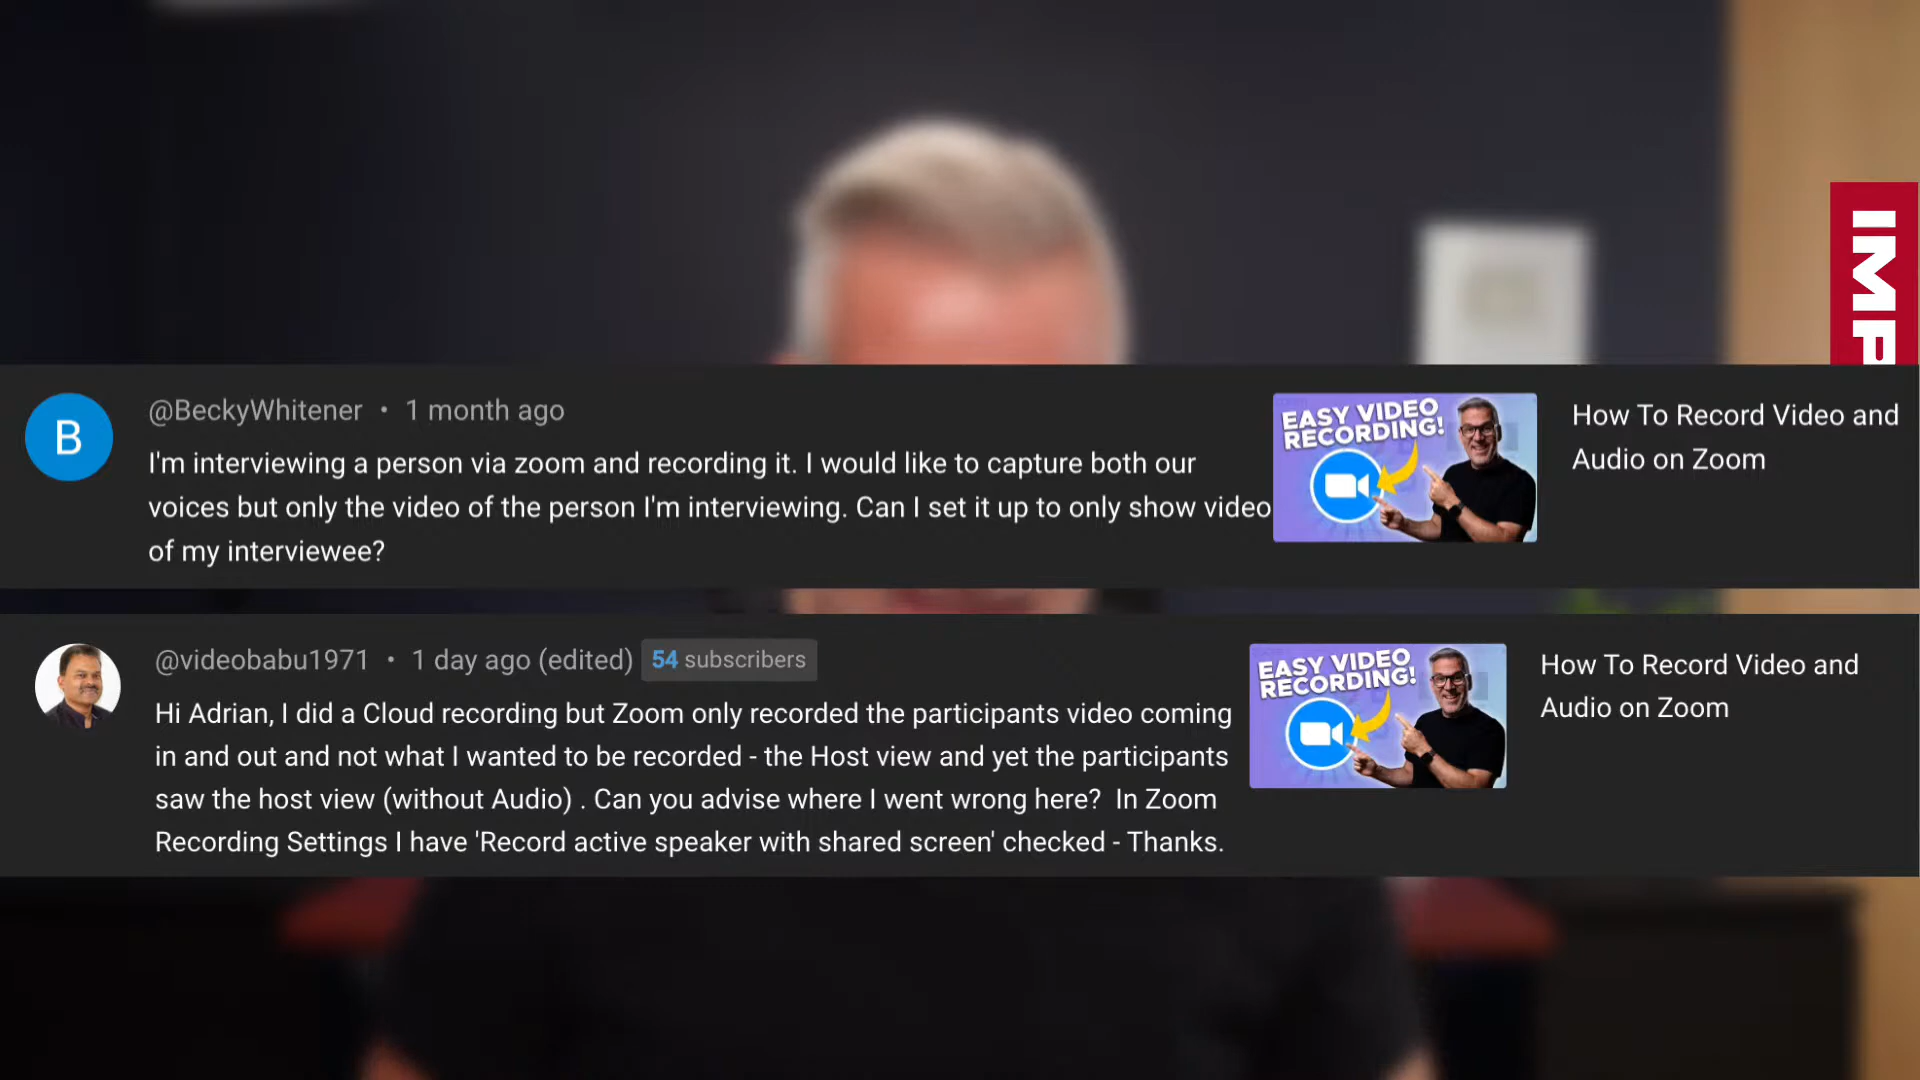 IMP
@BeckyWhitener • 1 month ago
I'm interviewing a person via zoom and recording it. I would like to capture both our
voices but only the video of the person I'm interviewing. Can I set it up to only show video
of my interviewee?
B
EASY VIDEO
RECORDING!
How To Record Video and
Audio on Zoom
@videobabu1971 • 1 day ago (edited) 54 subscribers
Hi Adrian, I did a Cloud recording but Zoom only recorded the participants video coming
in and out and not what I wanted to be recorded - the Host view and yet the participants
saw the host view (without Audio) . Can you advise where I went wrong here?  In Zoom
Recording Settings I have 'Record active speaker with shared screen' checked - Thanks.
EASY VIDEO
RECORDING!
How To Record Video and
Audio on Zoom